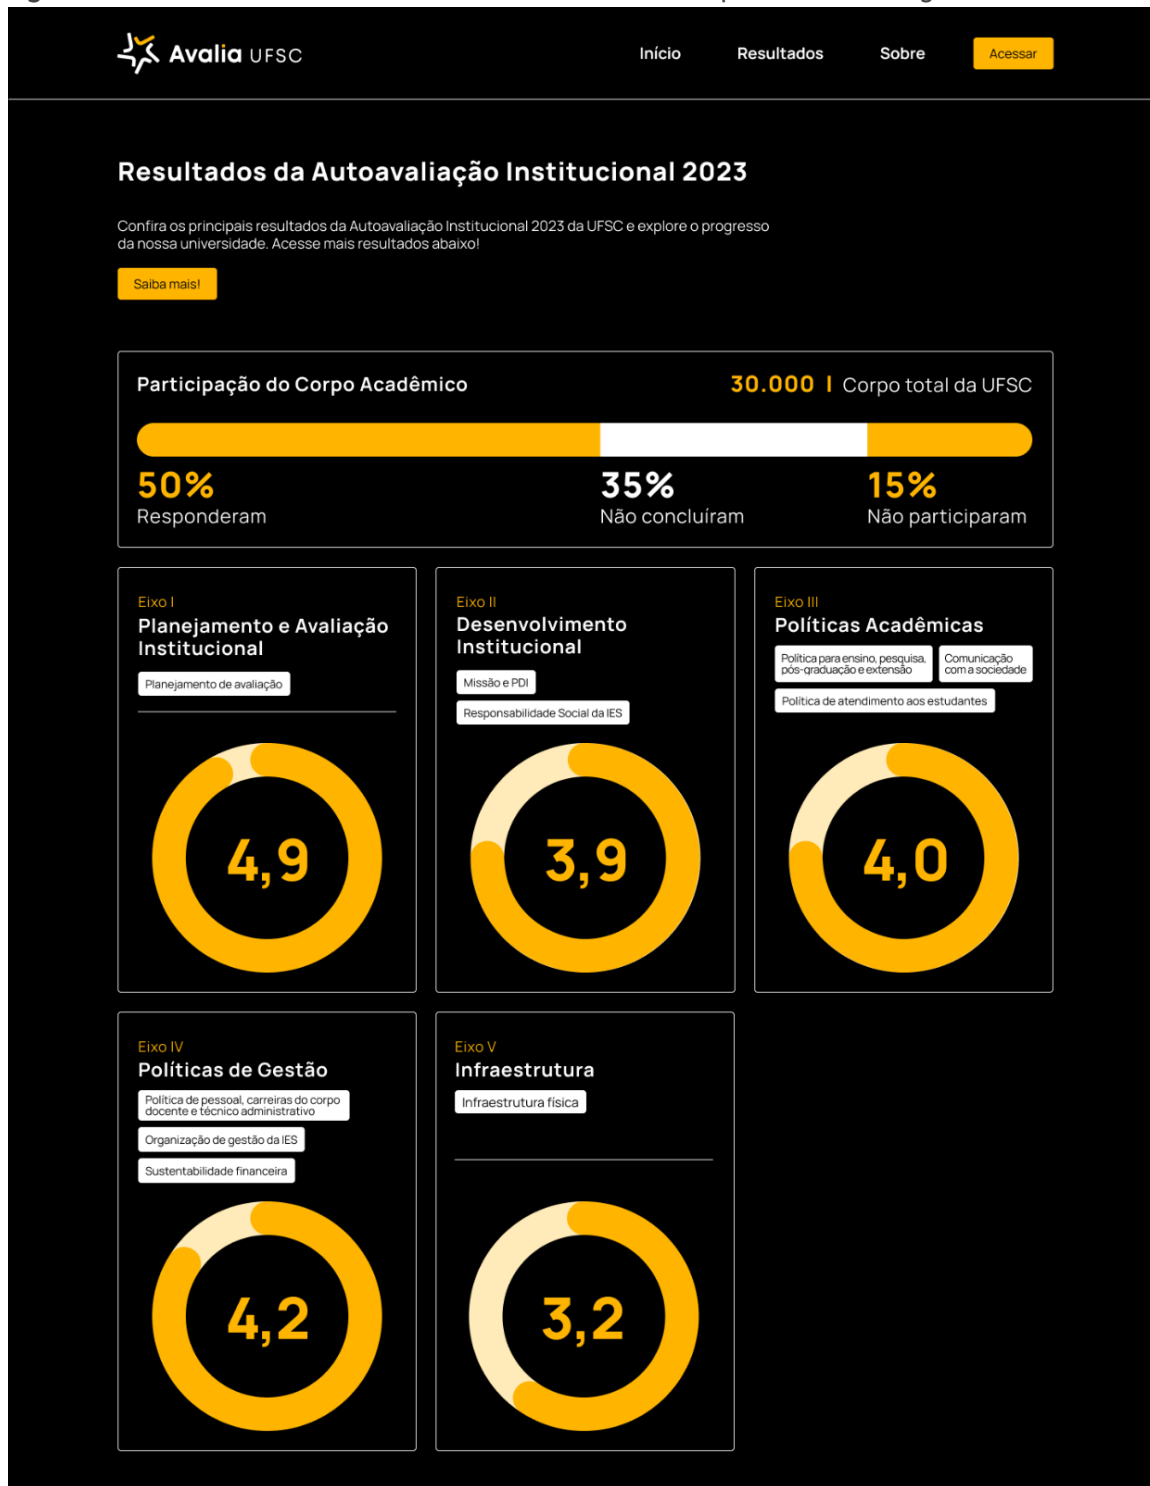 Avalia UFSC
Início
Resultados
Sobre
Acessar
Resultados da Autoavaliação Institucional 2023
Confira os principais resultados da Autoavaliação Institucional 2023 da UFSC e explore o progresso
da nossa universidade. Acesse mais resultados abaixo!
Saiba mais!
Participação do Corpo Acadêmico
30.000 | Corpo total da UFSC
50%
Responderam
35%
Não concluíram
15%
Não participaram
Eixo I
Planejamento e Avaliação
Institucional
Planejamento de avaliação
4,9
Eixo II
Desenvolvimento
Institucional
Missão e PDI
Responsabilidade Social da IES
3,9
Eixo III
Políticas Acadêmicas
Política para ensino, pesquisa,
pós-graduação e extensão
Comunicação
com a sociedade
Política de atendimento aos estudantes
4,0
Eixo IV
Políticas de Gestão
Política de pessoal, carreiras do corpo
docente e técnico administrativo
Organização de gestão da IES
Sustentabilidade financeira
4,2
Eixo V
Infraestrutura
Infraestrutura física
3,2